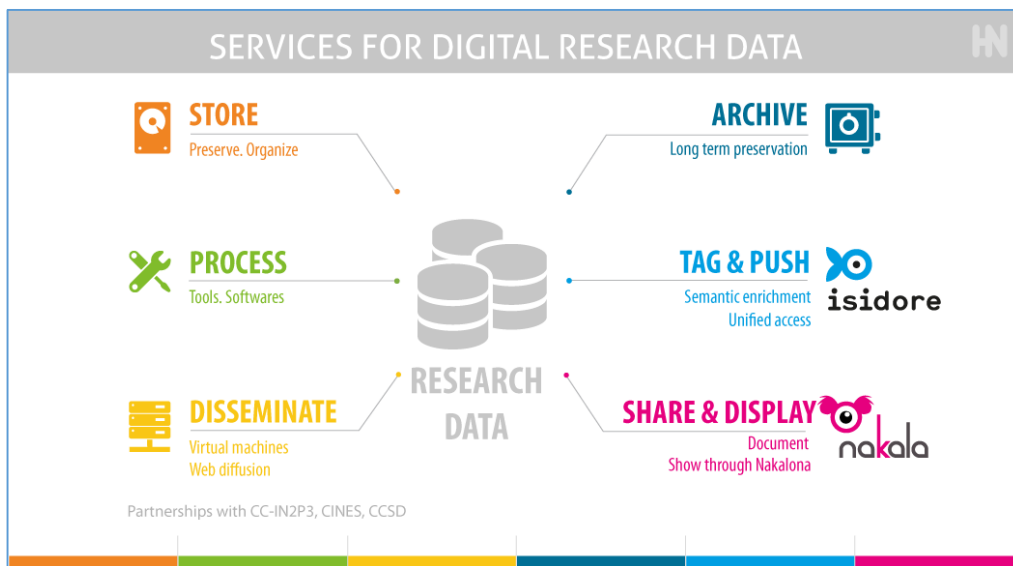 SERVICES FOR DIGITAL RESEARCH DATA
HN
STORE
Preserve. Organize
ARCHIVE
Long term preservation
PROCESS
Tools. Softwares
TAG & PUSH
Semantic enrichment
Unified access
isidore
RESEARCH
DATA
DISSEMINATE
Virtual machines
Web diffusion
SHARE & DISPLAY
Document
Show through Nakalona
nakala
Partnerships with CC-IN2P3, CINES, CCSD